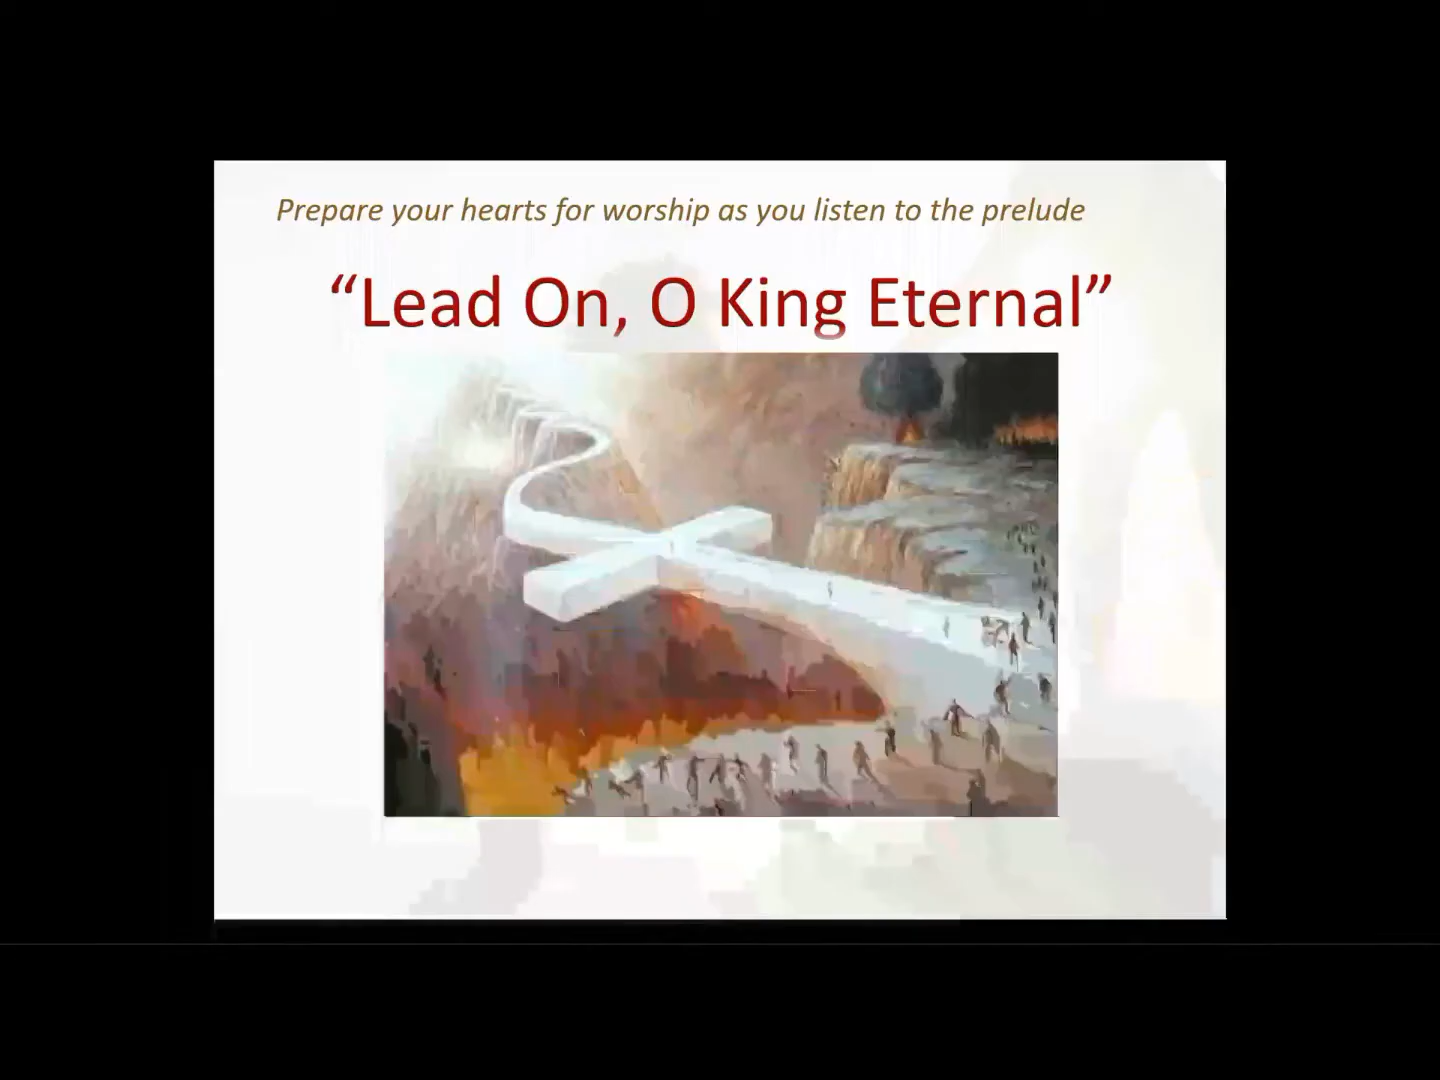 Prepare your hearts for worship as you listen to the prelude
“Lead On, O King Eternal”